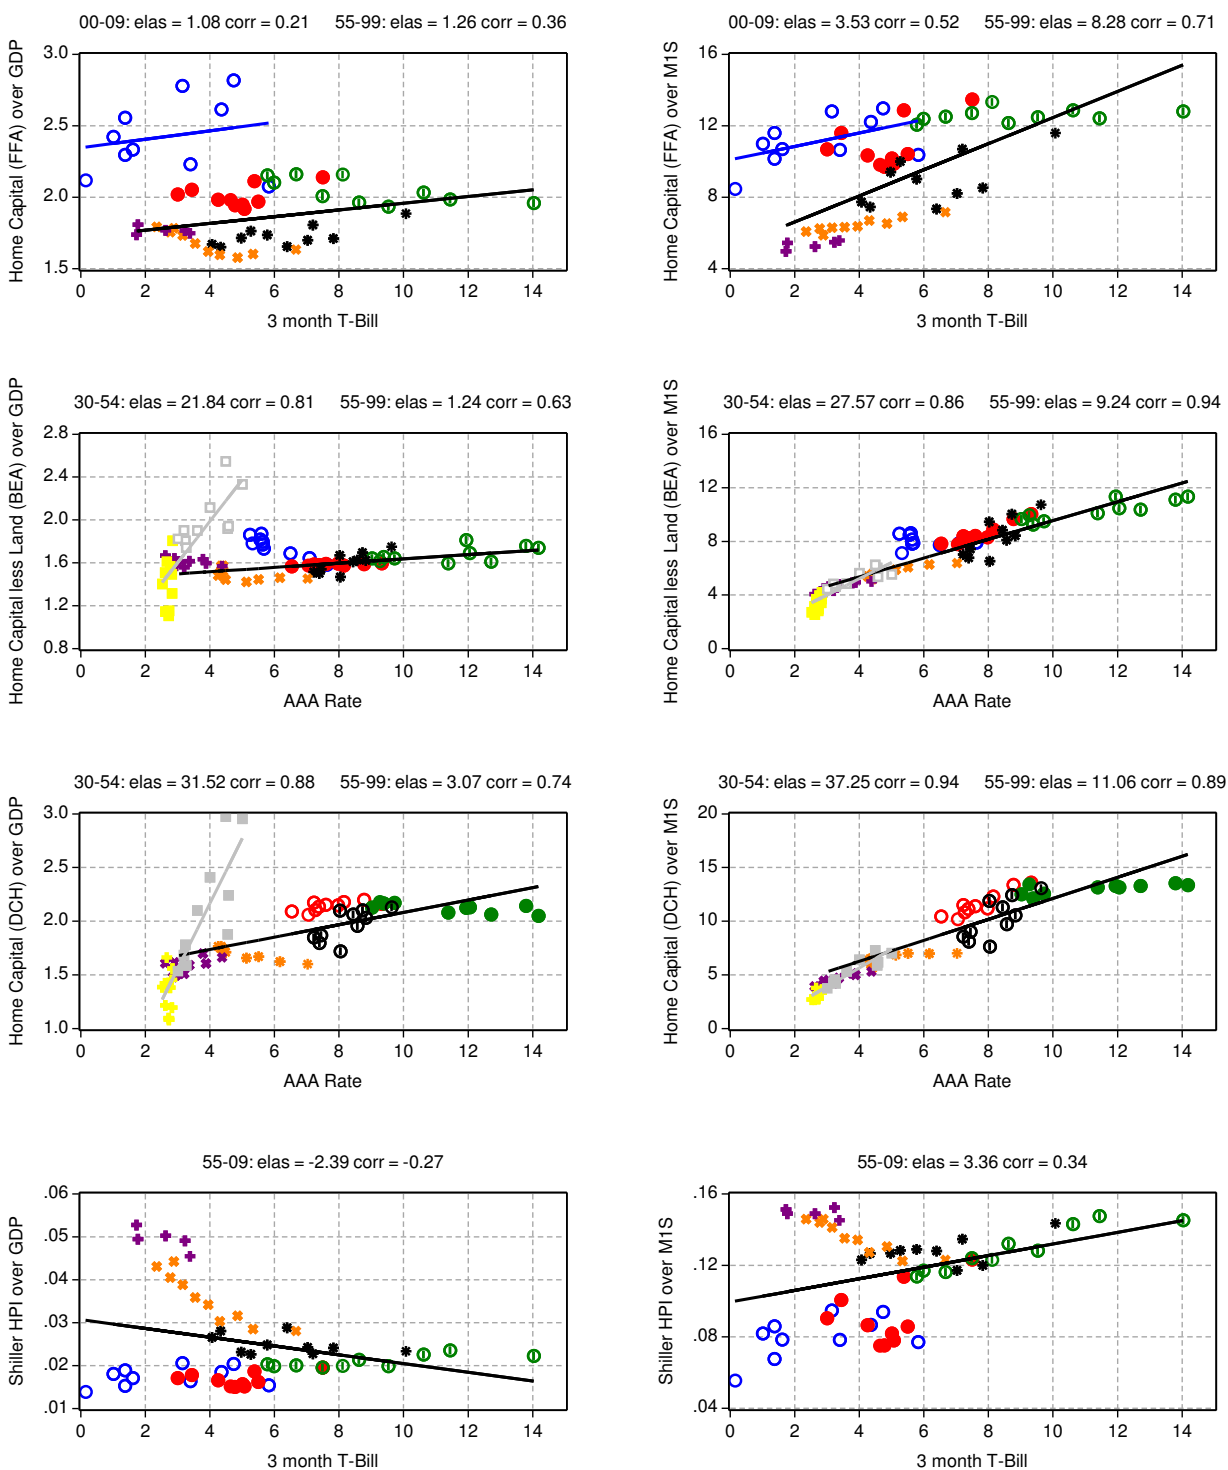 00-09: elas = 1.08 corr = 0.21 55-99: elas = 1.26 corr = 0.36
Home Capital (FFA) over GDP
3.0
2.5
2.0
1.5
0 2 4 6 8 10 12 14
3 month T-Bill
00-09: elas = 3.53 corr = 0.52 55-99: elas = 8.28 corr = 0.71
Home Capital (FFA) over M1S
16
12
8
4
0 2 4 6 8 10 12 14
3 month T-Bill
30-54: elas = 21.84 corr = 0.81 55-99: elas = 1.24 corr = 0.63
Home Capital less Land (BEA) over GDP
2.8
2.4
2.0
1.6
1.2
0.8
0 2 4 6 8 10 12 14
AAA Rate
30-54: elas = 27.57 corr = 0.86 55-99: elas = 9.24 corr = 0.94
Home Capital less Land (BEA) over M1S
16
12
8
4
0
0 2 4 6 8 10 12 14
AAA Rate
30-54: elas = 31.52 corr = 0.88 55-99: elas = 3.07 corr = 0.74
Home Capital (DCH) over GDP
3.0
2.5
2.0
1.5
1.0
0 2 4 6 8 10 12 14
AAA Rate
30-54: elas = 37.25 corr = 0.94 55-99: elas = 11.06 corr = 0.89
Home Capital (DCH) over M1S
20
15
10
5
0
0 2 4 6 8 10 12 14
AAA Rate
55-09: elas = -2.39 corr = -0.27
Shiller HPI over GDP
.06
.05
.04
.03
.02
.01
0 2 4 6 8 10 12 14
3 month T-Bill
55-09: elas = 3.36 corr = 0.34
Shiller HPI over M1S
.16
.12
.08
.04
0 2 4 6 8 10 12 14
3 month T-Bill